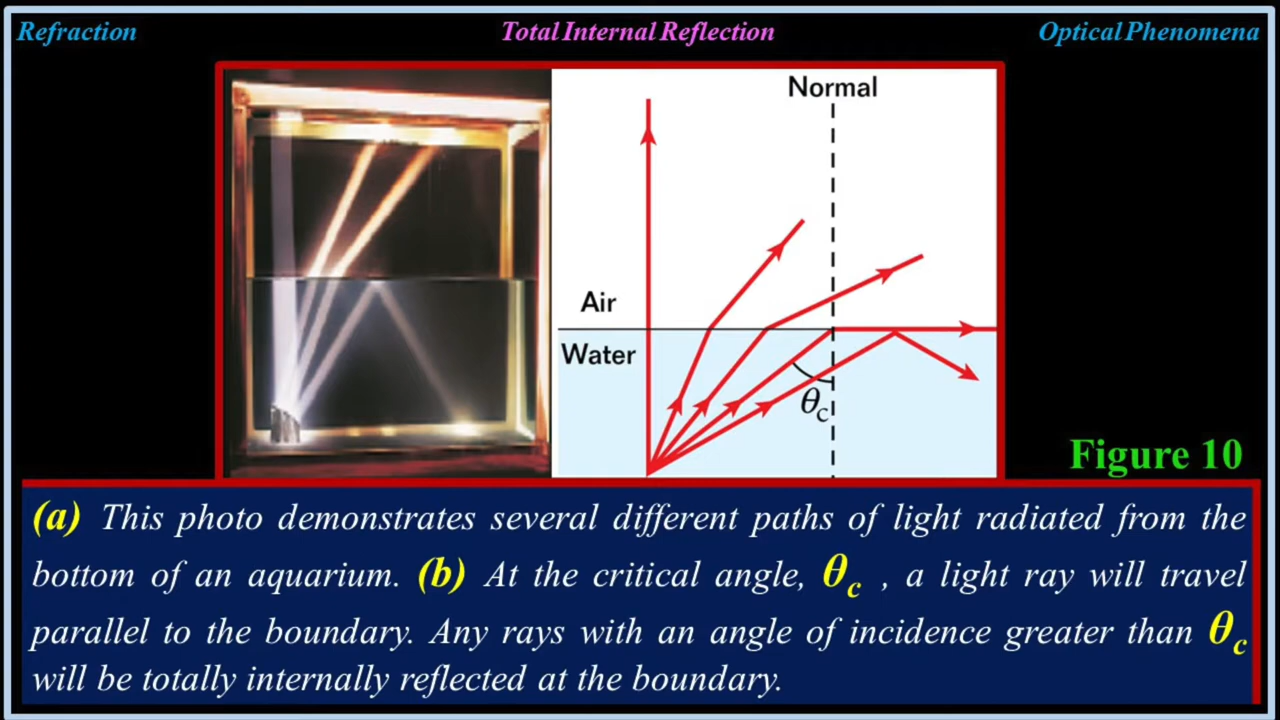 Refraction
Total Internal Reflection
Optical Phenomena
Normal
Air
Water
θc
Figure 10
(a) This photo demonstrates several different paths of light radiated from the
bottom of an aquarium. (b) At the critical angle, θc , a light ray will travel
parallel to the boundary. Any rays with an angle of incidence greater than θc
will be totally internally reflected at the boundary.